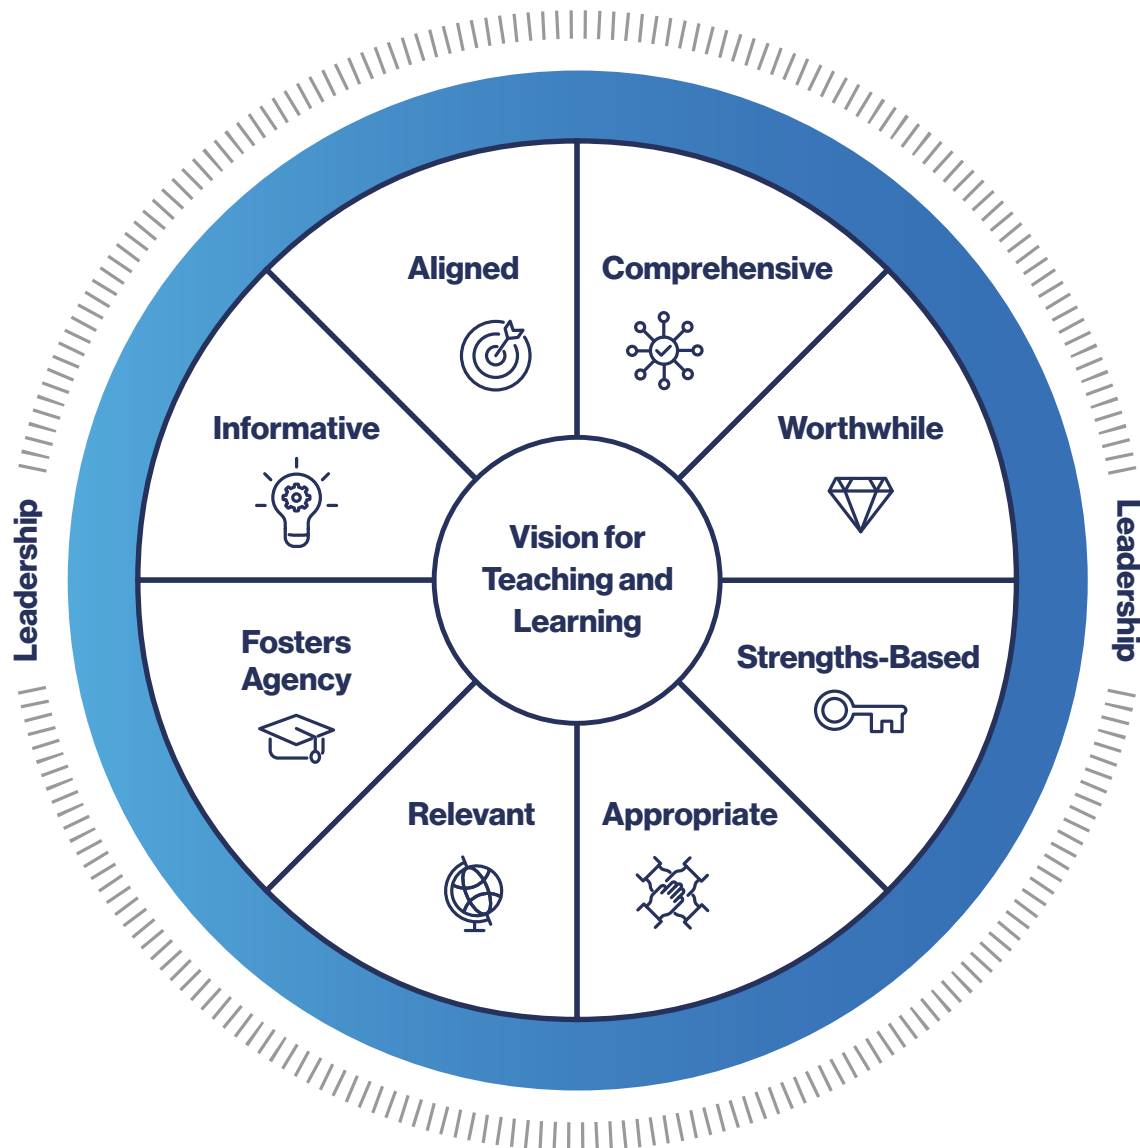 Aligned
Comprehensive
Informative
Worthwhile
Leadership
Vision for
Teaching and
Learning
Leadership
Fosters
Agency
Strengths-Based
Relevant
Appropriate